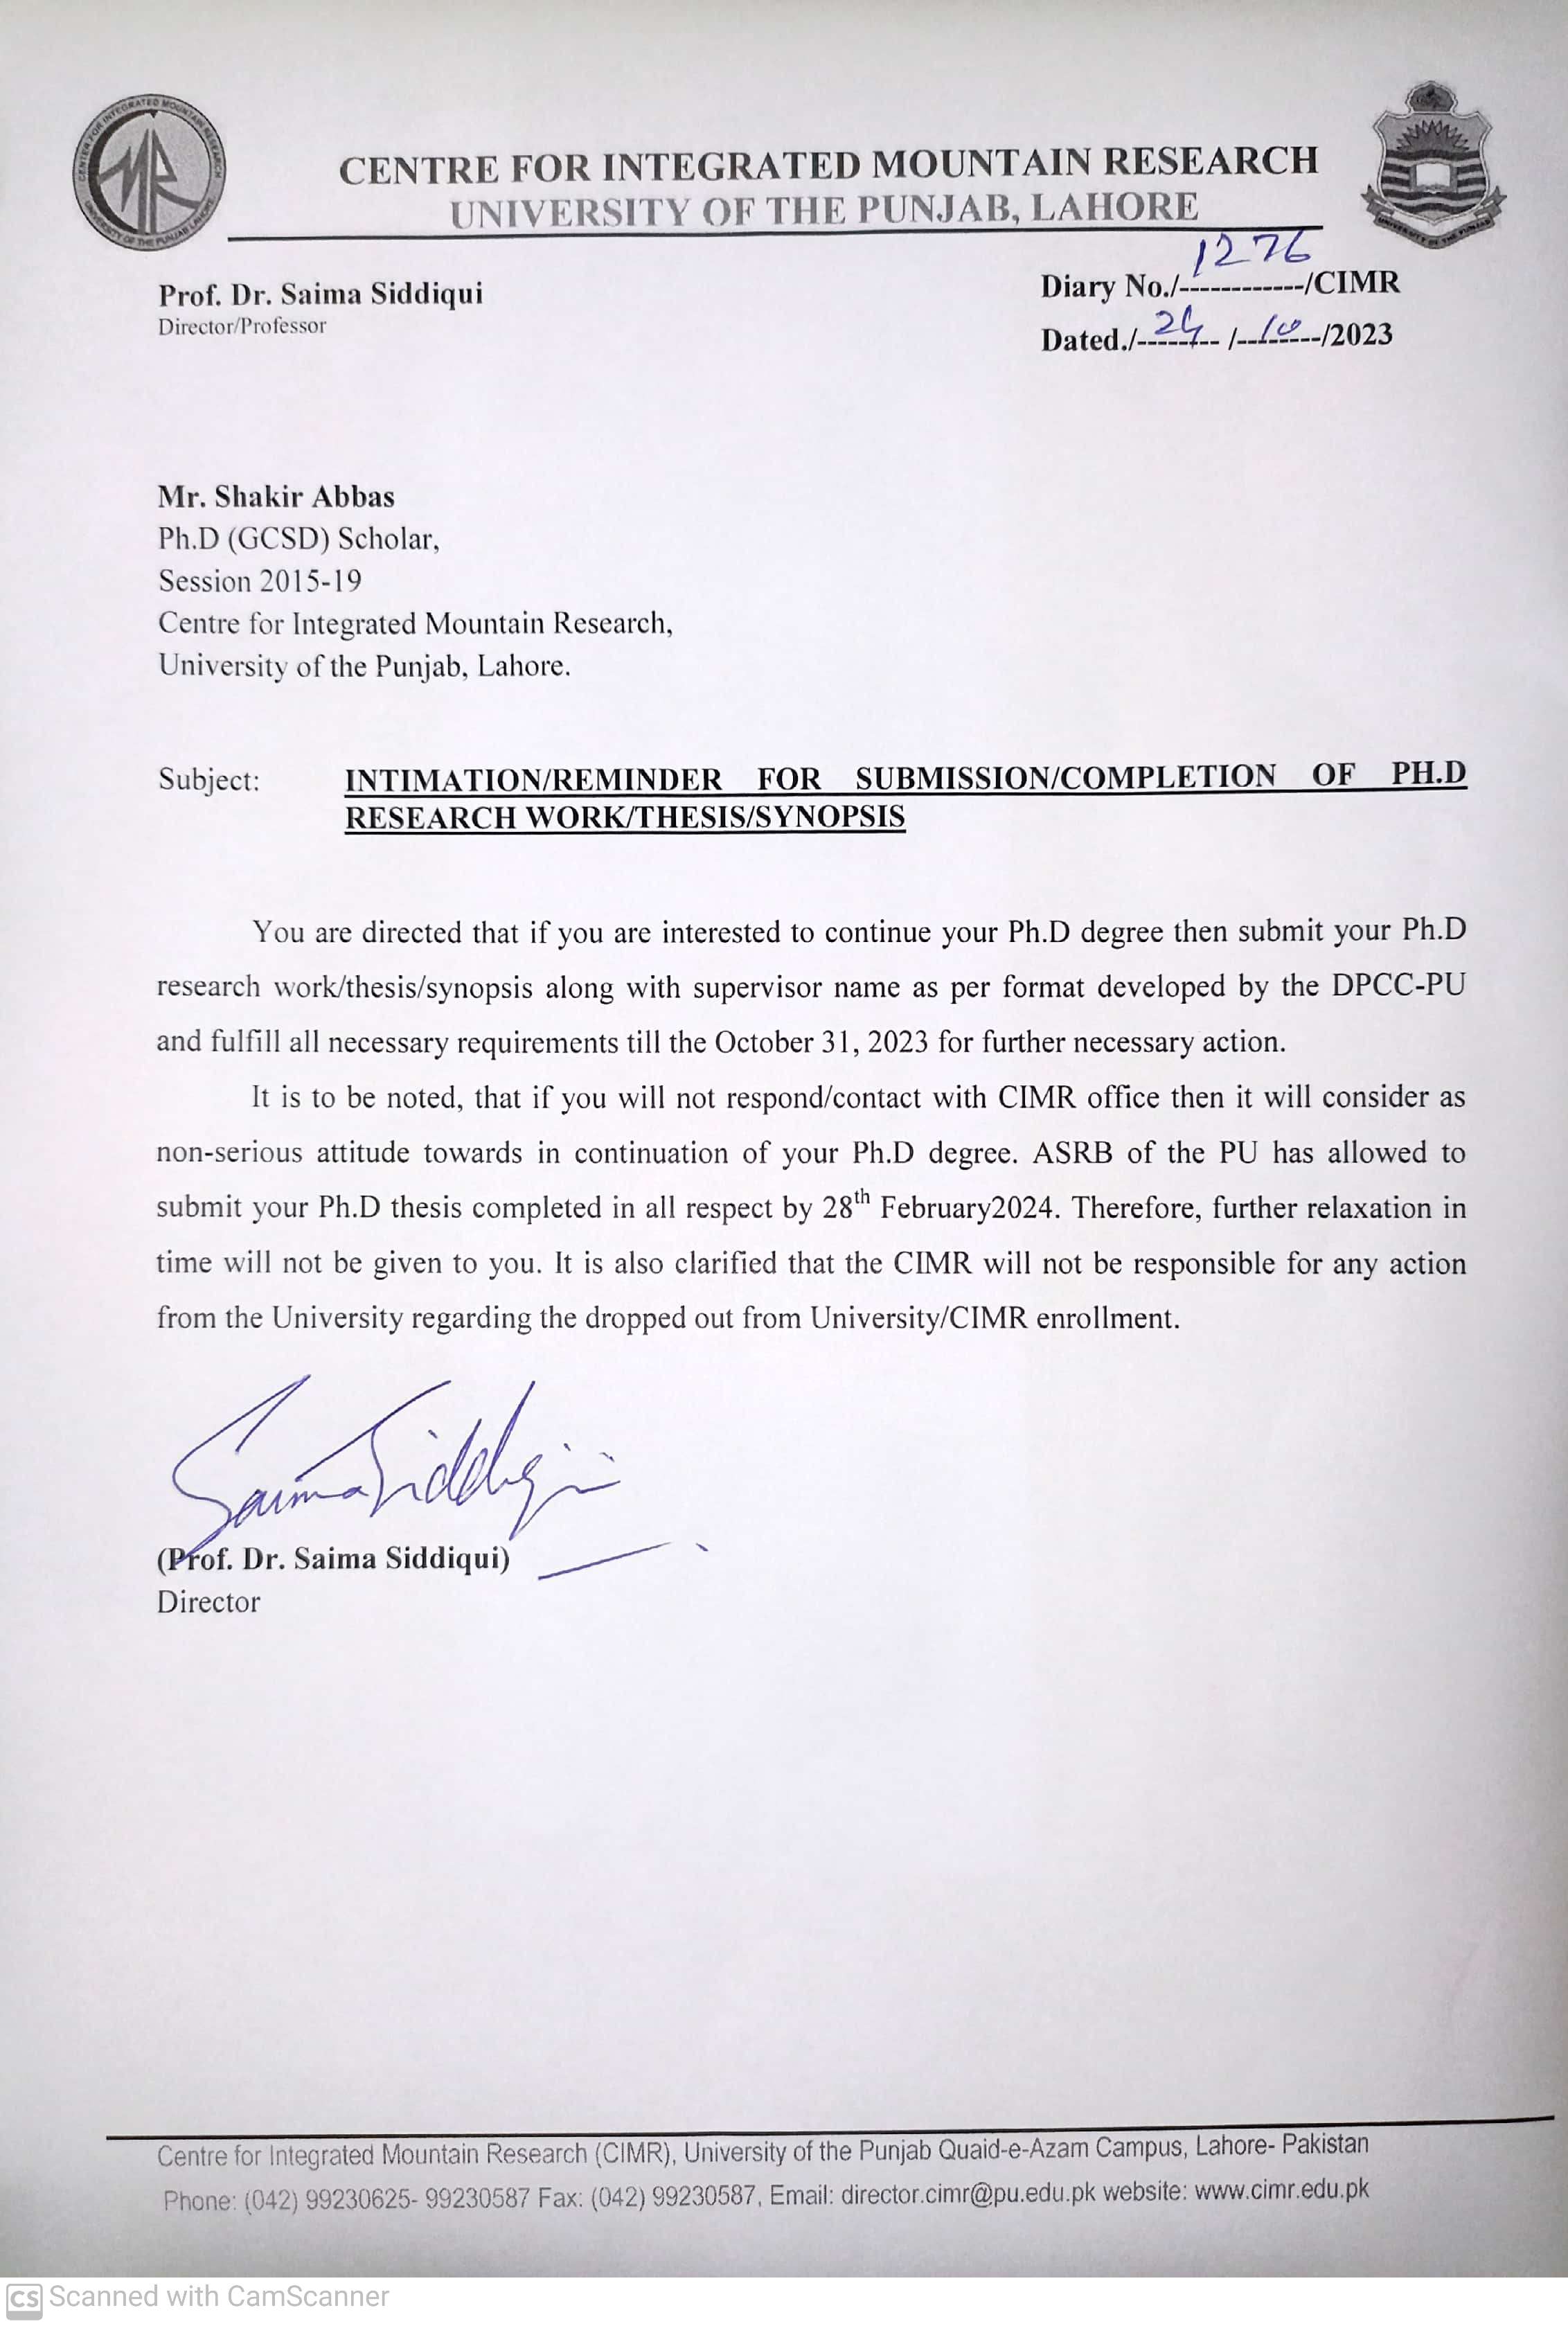 CENTRE FOR INTEGRATED MOUNTAIN RESEARCH
UNIVERSITY OF THE PUNJAB, LAHORE
Prof. Dr. Saima Siddiqui
Director/Professor
1276
Diary No./------------/CIMR
Dated./--24-- /--10--/2023
Mr. Shakir Abbas
Ph.D (GCSD) Scholar,
Session 2015-19
Centre for Integrated Mountain Research,
University of the Punjab, Lahore.
Subject: INTIMATION/REMINDER FOR SUBMISSION/COMPLETION OF PH.D
RESEARCH WORK/THESIS/SYNOPSIS
You are directed that if you are interested to continue your Ph.D degree then submit your Ph.D
research work/thesis/synopsis along with supervisor name as per format developed by the DPCC-PU
and fulfill all necessary requirements till the October 31, 2023 for further necessary action.
It is to be noted, that if you will not respond/contact with CIMR office then it will consider as
non-serious attitude towards in continuation of your Ph.D degree. ASRB of the PU has allowed to
submit your Ph.D thesis completed in all respect by 28th February2024. Therefore, further relaxation in
time will not be given to you. It is also clarified that the CIMR will not be responsible for any action
from the University regarding the dropped out from University/CIMR enrollment.
Saima Siddiqui
(Prof. Dr. Saima Siddiqui)
Director
Centre for Integrated Mountain Research (CIMR), University of the Punjab Quaid-e-Azam Campus, Lahore- Pakistan
Phone: (042) 99230625- 99230587 Fax: (042) 99230587, Email: director.cimr@pu.edu.pk website: www.cimr.edu.pk
CS Scanned with CamScanner